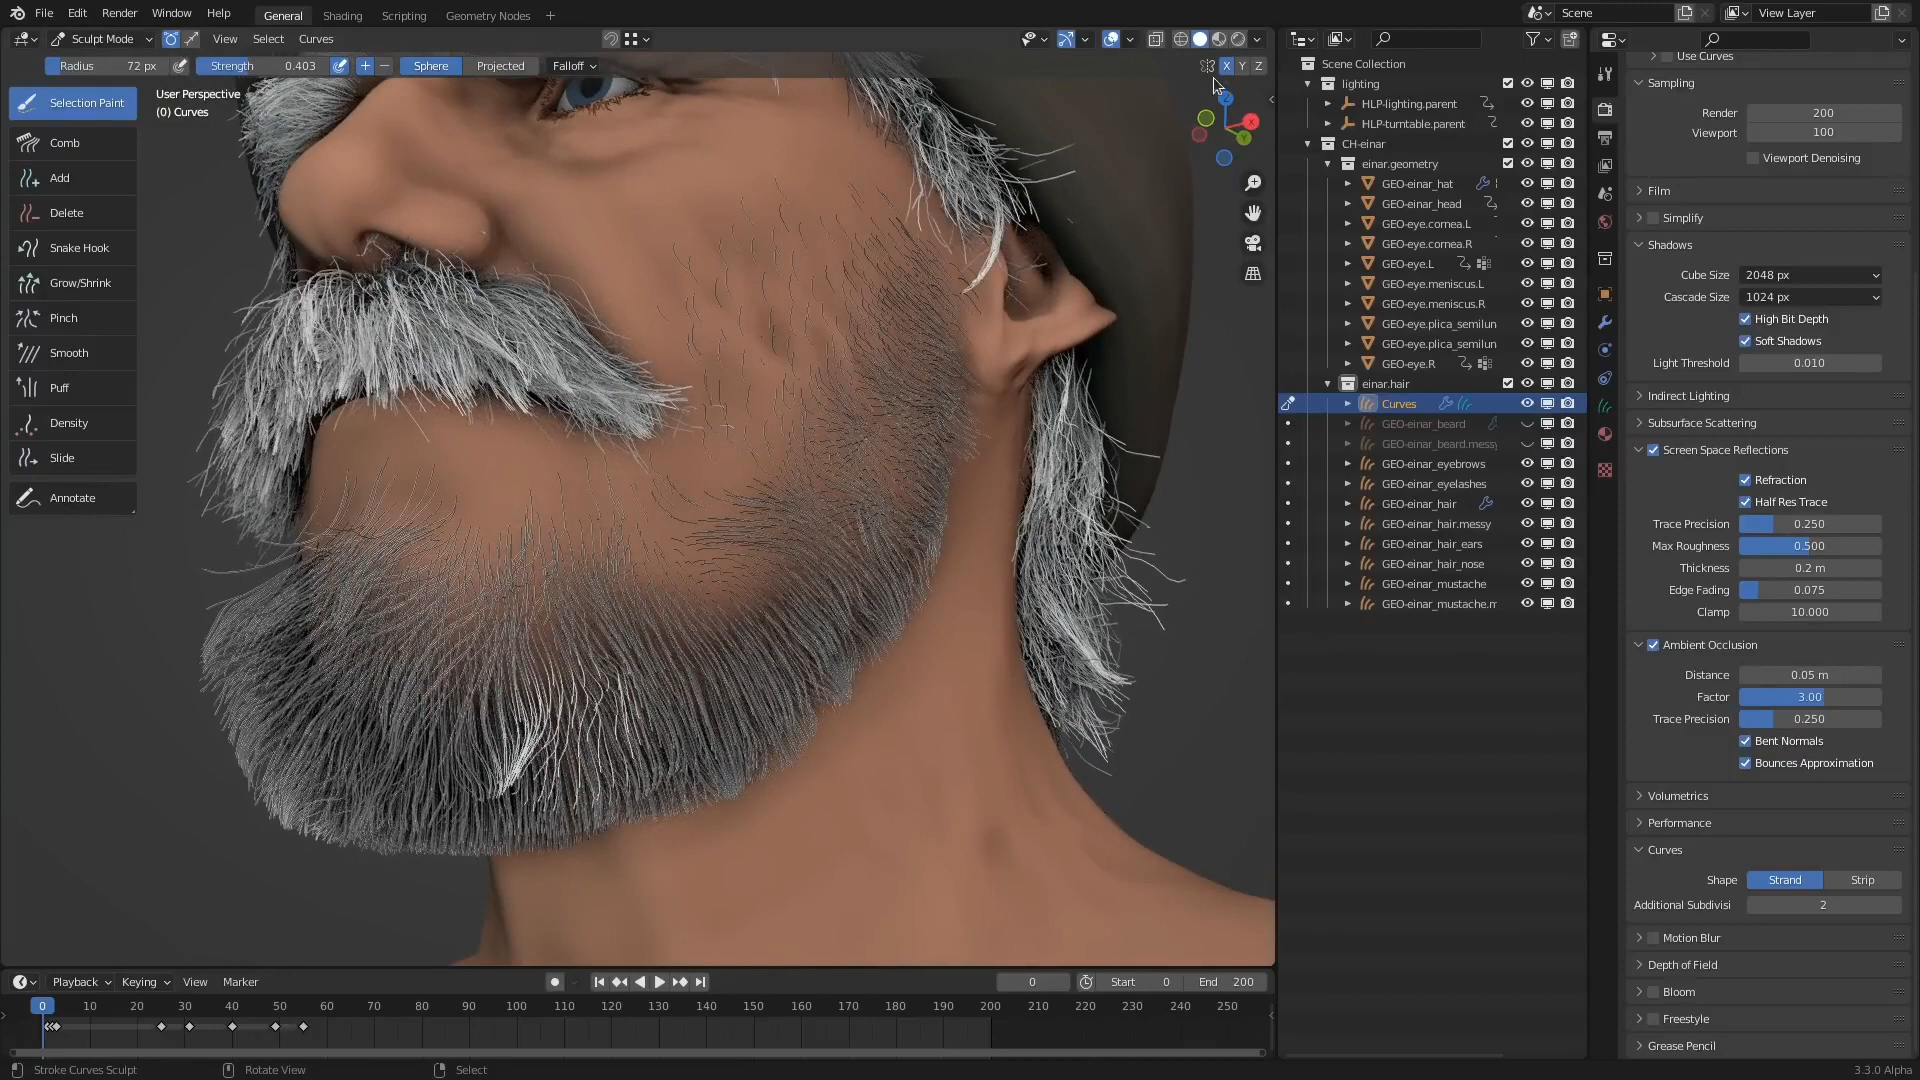 File Edit Render Window Help
General Shading Scripting Geometry Nodes +
Scene
View Layer
Sculpt Mode View Select Curves
Radius 72 px Strength 0.403 + − Sphere Projected Falloff X Y Z
Selection Paint
Comb
Add
Delete
Snake Hook
Grow/Shrink
Pinch
Smooth
Puff
Density
Slide
Annotate
User Perspective
(0) Curves
Z
X
Y
Scene Collection
lighting
HLP-lighting.parent
HLP-turntable.parent
CH-einar
einar.geometry
GEO-einar_hat
GEO-einar_head
GEO-eye.cornea.L
GEO-eye.cornea.R
GEO-eye.L
GEO-eye.meniscus.L
GEO-eye.meniscus.R
GEO-eye.plica_semilun
GEO-eye.plica_semilun
GEO-eye.R
einar.hair
Curves
GEO-einar_beard
GEO-einar_beard.messy
GEO-einar_eyebrows
GEO-einar_eyelashes
GEO-einar_hair
GEO-einar_hair.messy
GEO-einar_hair_ears
GEO-einar_hair_nose
GEO-einar_mustache
GEO-einar_mustache.m
Use Curves
Sampling
Render 200
Viewport 100
Viewport Denoising
Film
Simplify
Shadows
Cube Size 2048 px
Cascade Size 1024 px
High Bit Depth
Soft Shadows
Light Threshold 0.010
Indirect Lighting
Subsurface Scattering
Screen Space Reflections
Refraction
Half Res Trace
Trace Precision 0.250
Max Roughness 0.500
Thickness 0.2 m
Edge Fading 0.075
Clamp 10.000
Ambient Occlusion
Distance 0.05 m
Factor 3.00
Trace Precision 0.250
Bent Normals
Bounces Approximation
Volumetrics
Performance
Curves
Shape Strand Strip
Additional Subdivisi 2
Motion Blur
Depth of Field
Bloom
Freestyle
Grease Pencil
Playback Keying View Marker 0 Start 0 End 200
0 10 20 30 40 50 60 70 80 90 100 110 120 130 140 150 160 170 180 190 200 210 220 230 240 250
Stroke Curves Sculpt Rotate View Select 3.3.0 Alpha